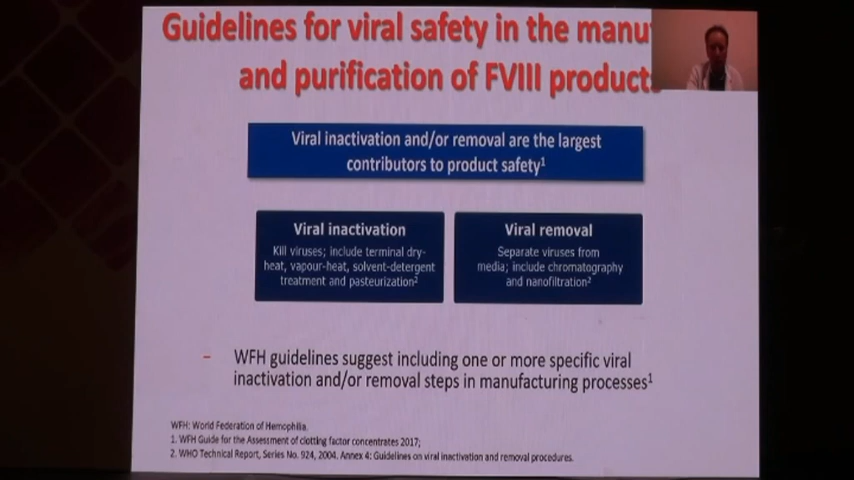 Guidelines for viral safety in the manu
and purification of FVIII products
Viral inactivation and/or removal are the largest
contributors to product safety1
Viral inactivation
Kill viruses; include terminal dry-
heat, vapour-heat, solvent-detergent
treatment and pasteurization2
Viral removal
Separate viruses from
media; include chromatography
and nanofiltration2
– WFH guidelines suggest including one or more specific viral
inactivation and/or removal steps in manufacturing processes1
WFH: World Federation of Hemophilia.
1. WFH Guide for the Assessment of clotting factor concentrates 2017;
2. WHO Technical Report, Series No. 924, 2004. Annex 4: Guidelines on viral inactivation and removal procedures.